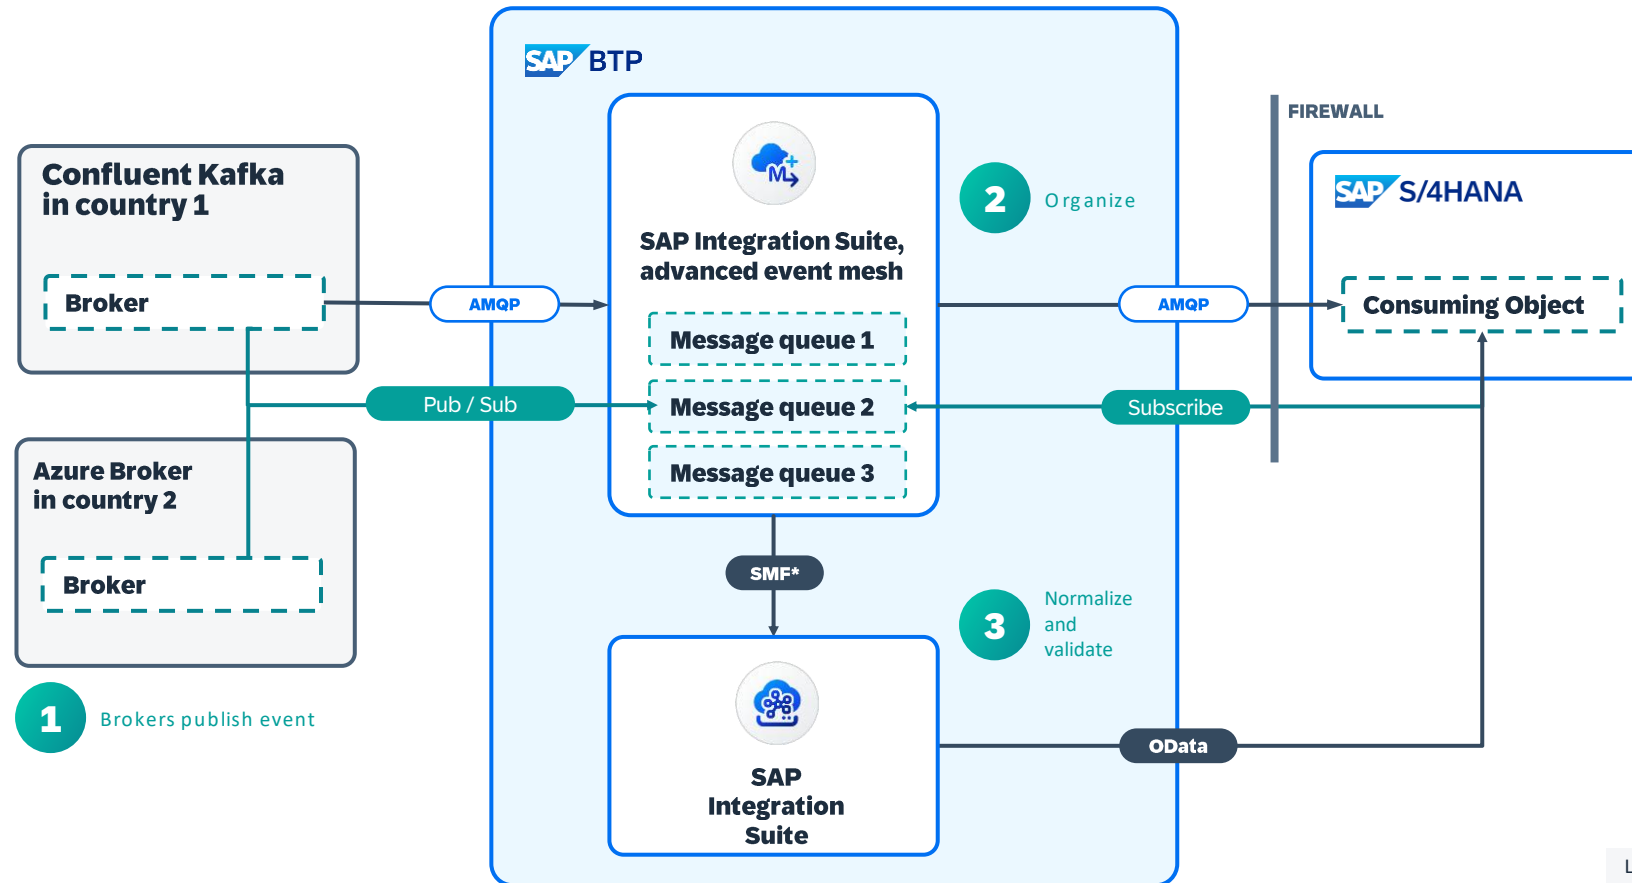 SAP BTP
FIREWALL
Confluent Kafka
in country 1
SAP S/4HANA
2
Organize
SAP Integration Suite,
advanced event mesh
Broker
AMQP
AMQP
Consuming Object
Message queue 1
Pub / Sub
Message queue 2
Subscribe
Message queue 3
Azure Broker
in country 2
Broker
SMF*
3
Normalize
and
validate
1
Brokers publish event
OData
SAP
Integration
Suite
M
L